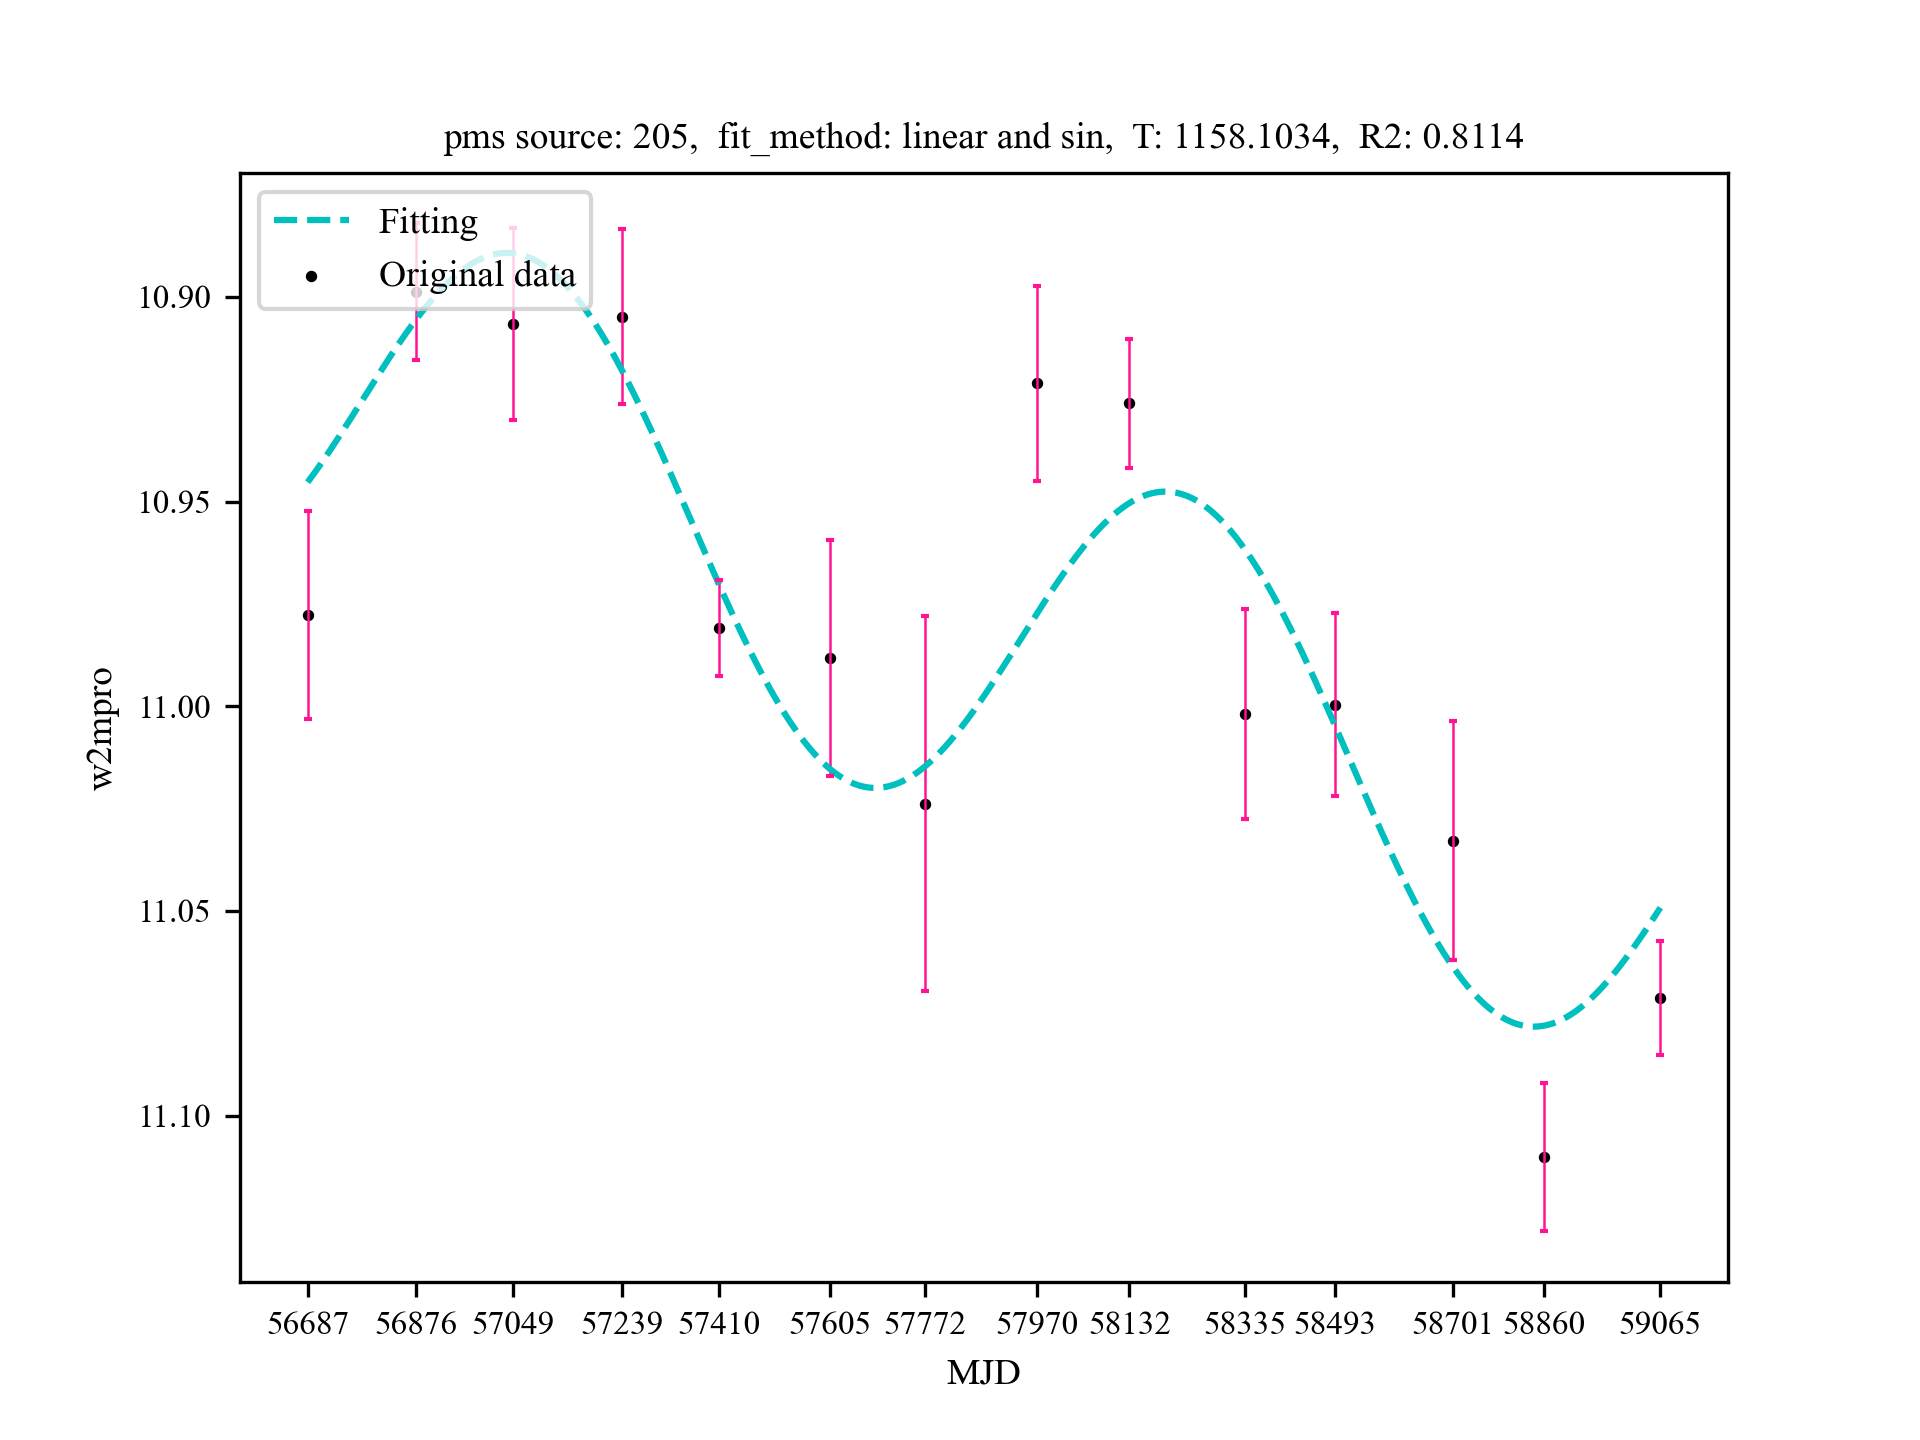 pms source: 205, fit_method: linear and sin, T: 1158.1034, R2: 0.8114
Fitting
Original data
10.90
10.95
11.00
11.05
11.10
w2mpro
56687 56876 57049 57239 57410 57605 57772 57970 58132 58335 58493 58701 58860 59065
MJD